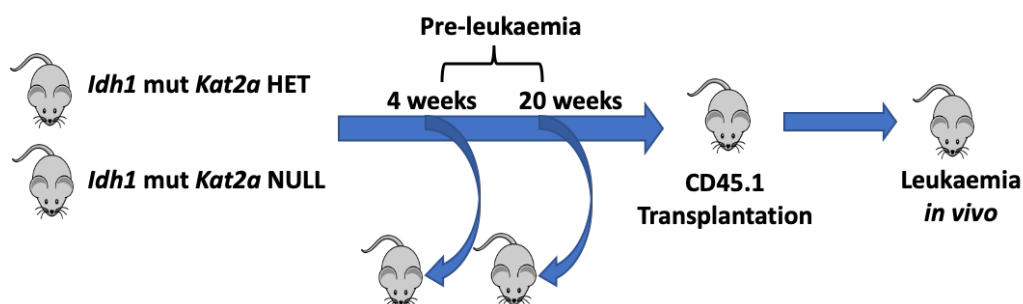 Pre-leukaemia
Idh1 mut Kat2a HET
4 weeks
20 weeks
Idh1 mut Kat2a NULL
CD45.1
Transplantation
Leukaemia
in vivo